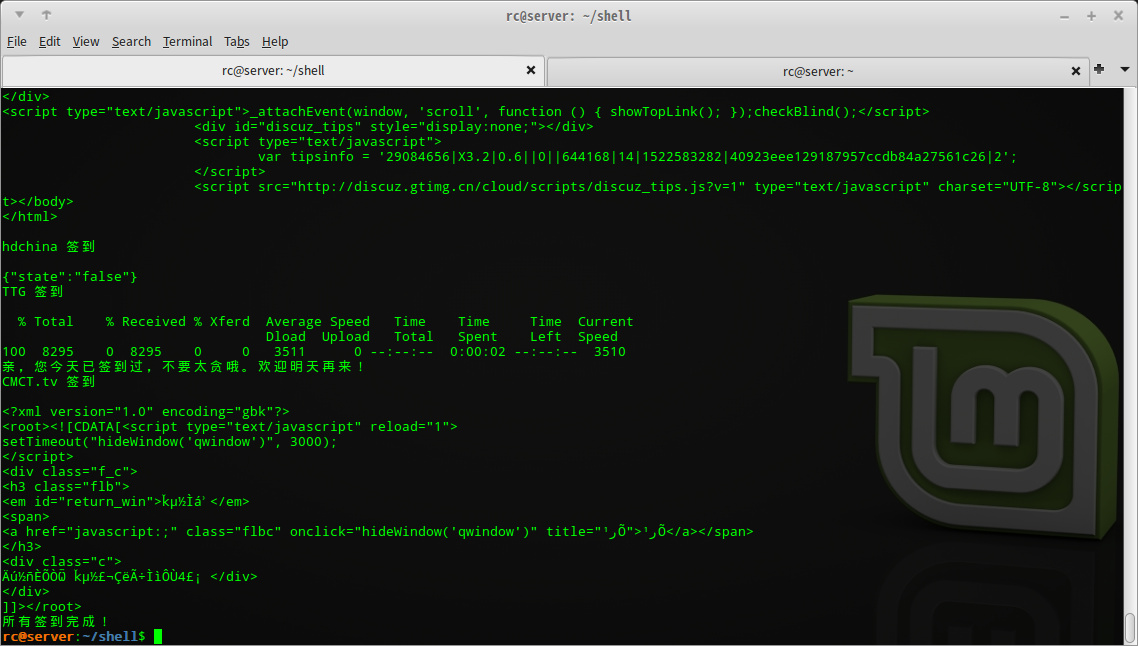 rc@server: ~/shell
File Edit View Search Terminal Tabs Help
rc@server: ~/shell
rc@server: ~
</div>
<script type="text/javascript">_attachEvent(window, 'scroll', function () { showTopLink(); });checkBlind();</script>
<div id="discuz_tips" style="display:none;"></div>
<script type="text/javascript">
var tipsinfo = '29084656|X3.2|0.6||0||644168|14|1522583282|40923eee129187957ccdb84a27561c26|2';
</script>
<script src="http://discuz.gtimg.cn/cloud/scripts/discuz_tips.js?v=1" type="text/javascript" charset="UTF-8"></scrip
t></body>
</html>
hdchina 签到
{"state":"false"}
TTG 签到
% Total % Received % Xferd Average Speed Time Time Time Current
Dload Upload Total Spent Left Speed
100 8295 0 8295 0 0 3511 0 --:--:-- 0:00:02 --:--:-- 3510
亲，您今天已签到过，不要太贪哦。欢迎明天再来！
CMCT.tv 签到
<?xml version="1.0" encoding="gbk"?>
<root><![CDATA[<script type="text/javascript" reload="1">
setTimeout("hideWindow('qwindow')", 3000);
</script>
<div class="f_c">
<h3 class="flb">
<em id="return_win"></em>
<span>
<a href="javascript:;" class="flbc" onclick="hideWindow('qwindow')" title=""></a></span>
</h3>
<div class="c">
</div>
</div>
]]></root>
所有签到完成！
rc@server:~/shell$